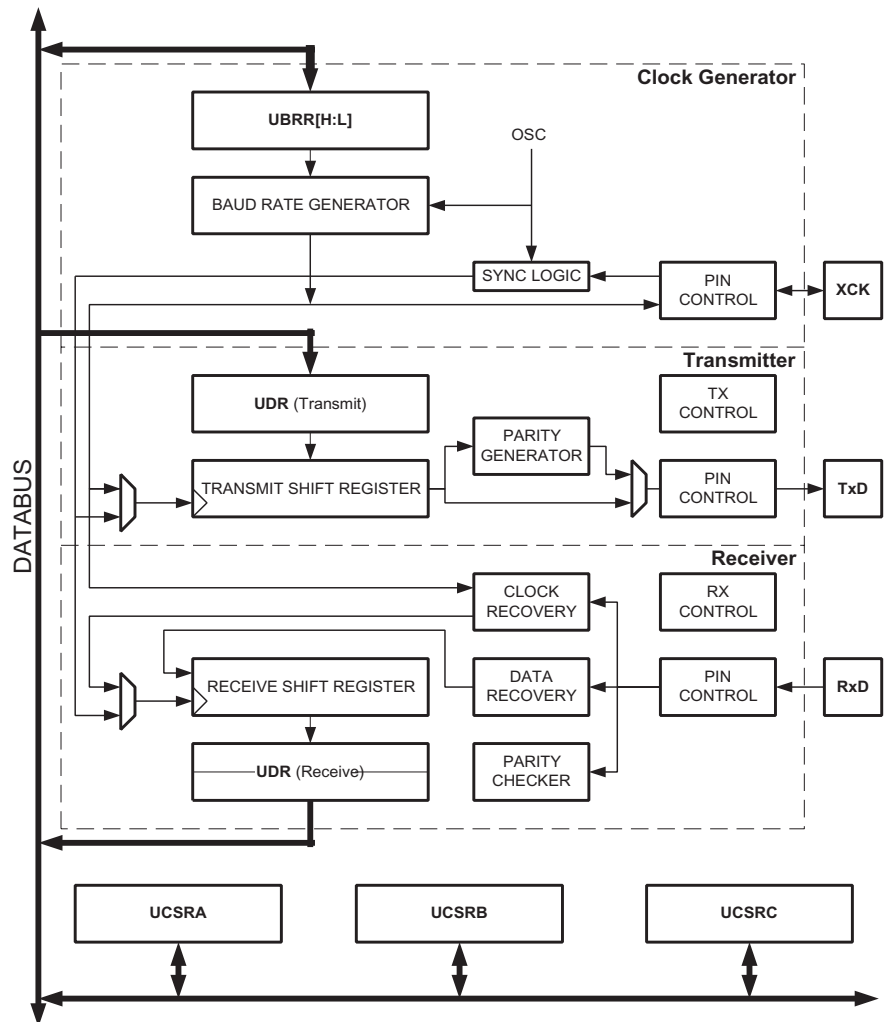 Clock Generator
UBRR[H:L]
OSC
BAUD RATE GENERATOR
SYNC LOGIC
PIN
CONTROL
XCK
Transmitter
UDR (Transmit)
TX
CONTROL
PARITY
GENERATOR
TRANSMIT SHIFT REGISTER
PIN
CONTROL
TxD
DATABUS
Receiver
CLOCK
RECOVERY
RX
CONTROL
RECEIVE SHIFT REGISTER
DATA
RECOVERY
PIN
CONTROL
RxD
UDR (Receive)
PARITY
CHECKER
UCSRA
UCSRB
UCSRC